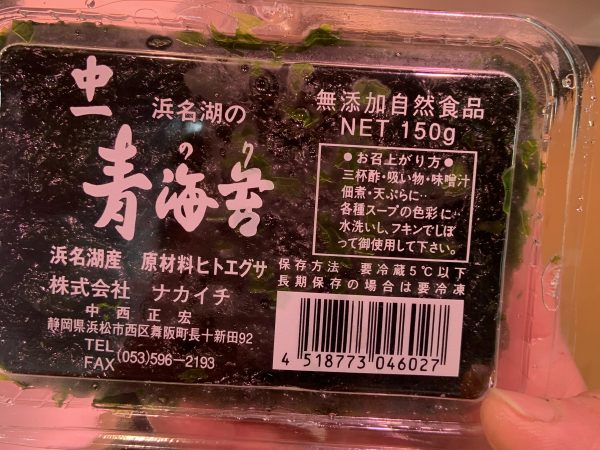 中一
浜名湖の
青海苔
のり
無添加自然食品
NET 150g
●お召上がり方●
三杯酢・吸い物・味噌汁
佃煮・天ぷらに…
各種スープの色彩に…
水洗いし、フキンでしぼ
って御使用して下さい。
浜名湖産 原材料ヒトエグサ
株式会社 ナカイチ
中西正宏
静岡県浜松市西区舞阪町長十新田92
TEL
FAX
(053)596-2193
保存方法 要冷蔵5℃以下
長期保存の場合は要冷凍
4 518773 046027